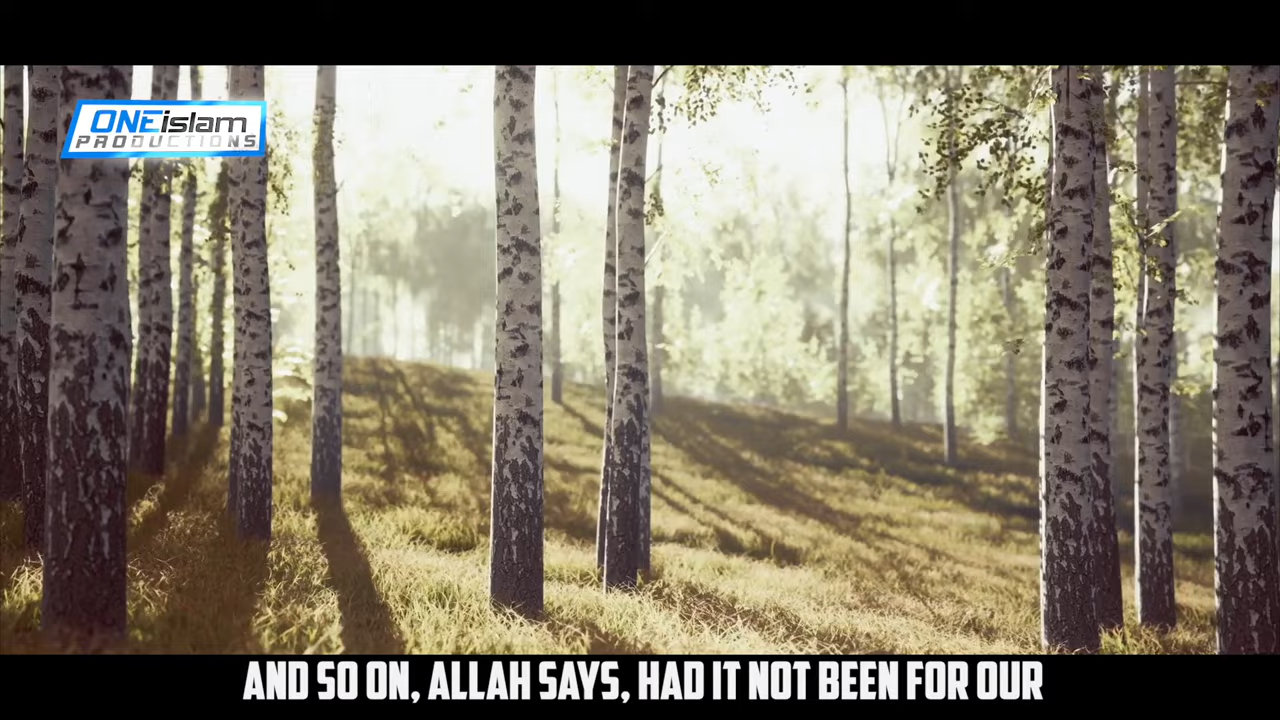 ONEislam
PRODUCTIONS
AND SO ON, ALLAH SAYS, HAD IT NOT BEEN FOR OUR